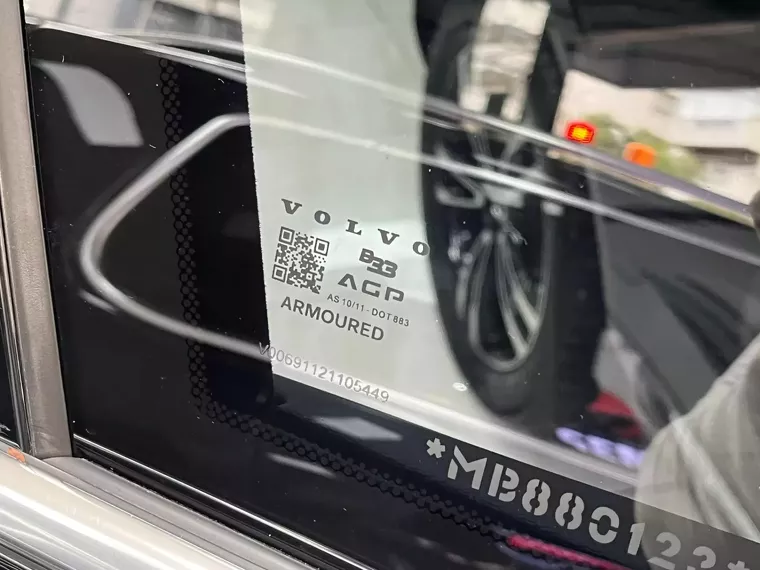 VOLVO
B33
AGP
AS 10/11 - DOT 883
ARMOURED
V00691121105449
*MB880123*